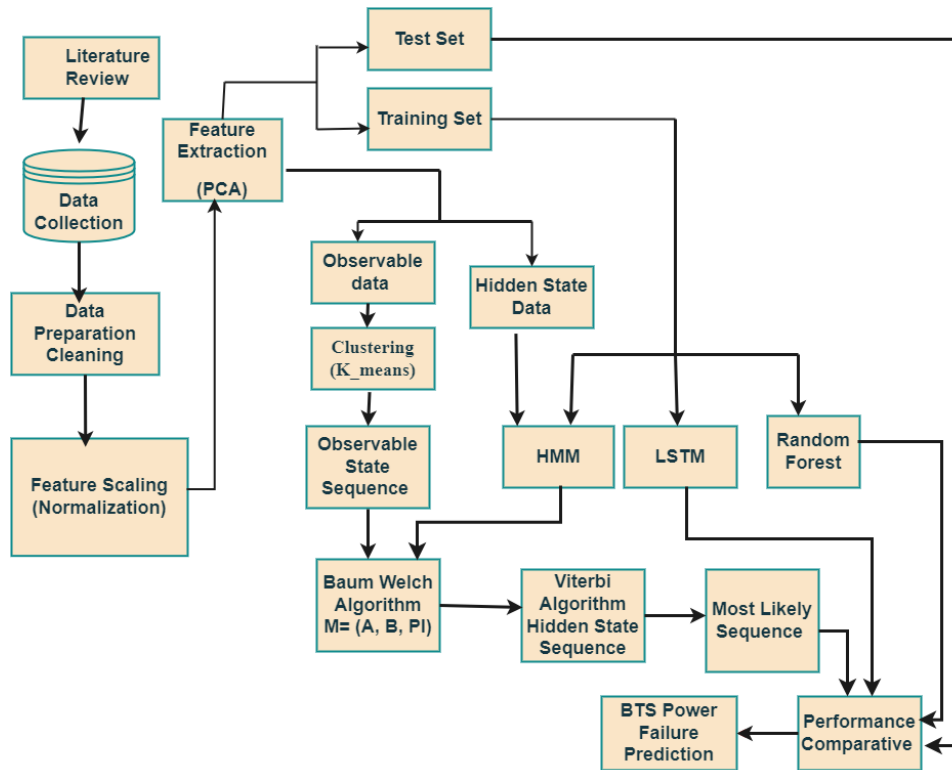 Literature
Review
Data
Collection
Data
Preparation
Cleaning
Feature Scaling
(Normalization)
Feature
Extraction
(PCA)
Test Set
Training Set
Observable
data
Clustering
(K_means)
Observable
State
Sequence
Hidden State
Data
HMM
LSTM
Random
Forest
Baum Welch
Algorithm
M= (A, B, PI)
Viterbi
Algorithm
Hidden State
Sequence
Most Likely
Sequence
Performance
Comparative
BTS Power
Failure
Prediction